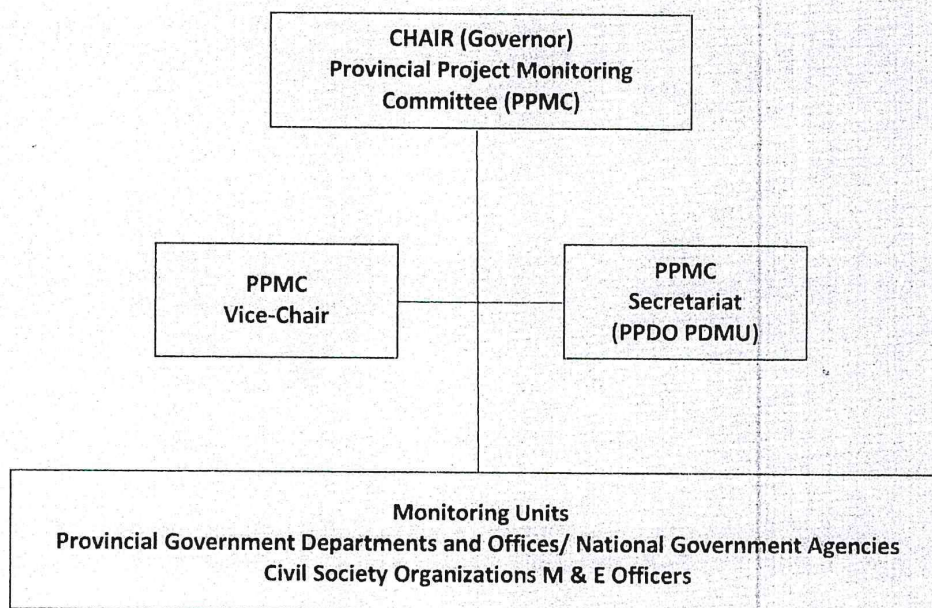 CHAIR (Governor)
Provincial Project Monitoring
Committee (PPMC)
PPMC
Vice-Chair
PPMC
Secretariat
(PPDO PDMU)
Monitoring Units
Provincial Government Departments and Offices/ National Government Agencies
Civil Society Organizations M & E Officers